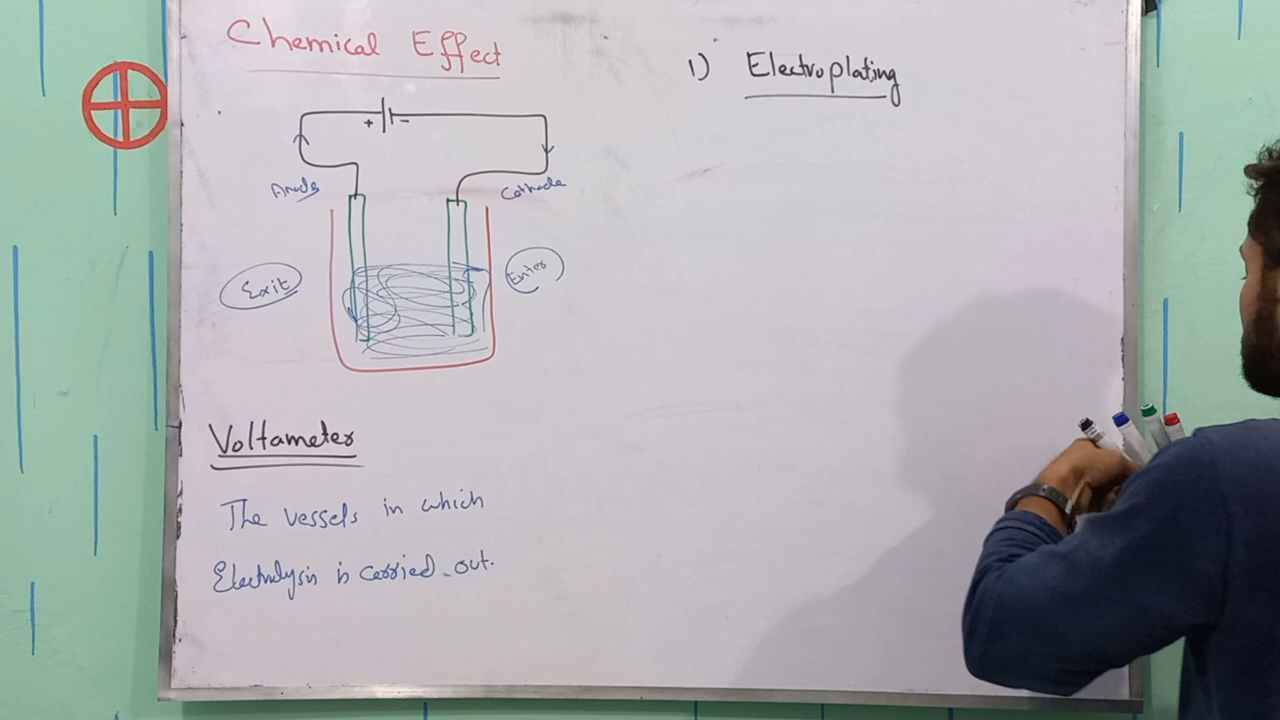 Chemical Effect
+ -
Anode
Cathode
Exit
Enter
Voltameter
The vessels in which
Electrolysis is carried out.
1) Electroplating